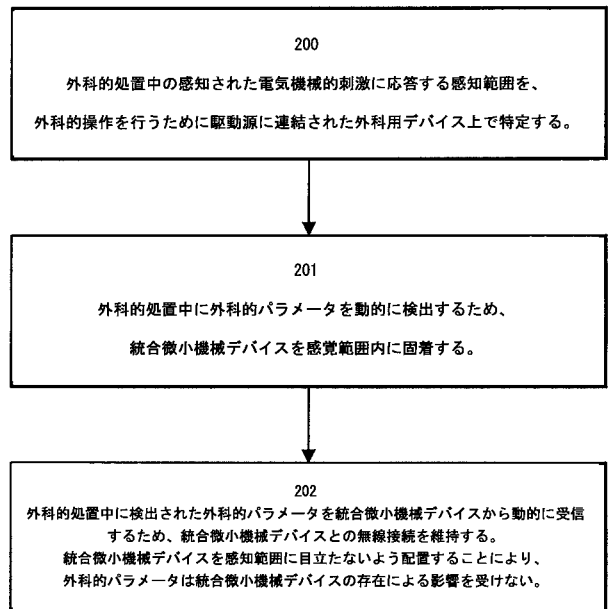 200
外科的処置中の感知された電気機械的刺激に応答する感知範囲を、
外科的操作を行うために駆動源に連結された外科用デバイス上で特定する。
201
外科的処置中に外科的パラメータを動的に検出するため、
統合微小機械デバイスを感覚範囲内に固着する。
202
外科的処置中に検出された外科的パラメータを統合微小機械デバイスから動的に受信
するため、統合微小機械デバイスとの無線接続を維持する。
統合微小機械デバイスを感知範囲に目立たないよう配置することにより、
外科的パラメータは統合微小機械デバイスの存在による影響を受けない。